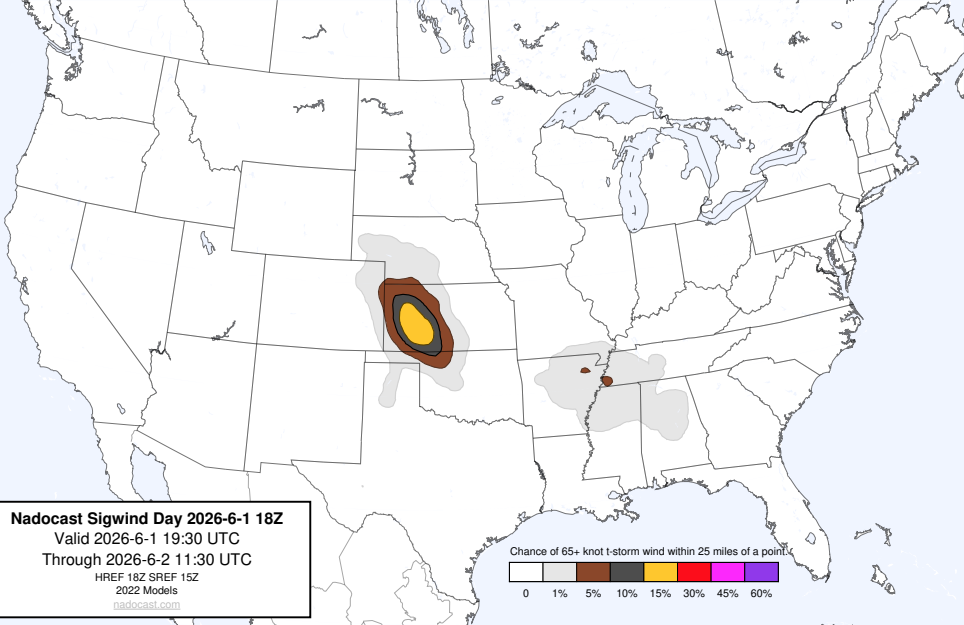 Nadocast Sigwind Day 2026-6-1 18Z
Valid 2026-6-1 19:30 UTC
Through 2026-6-2 11:30 UTC
HREF 18Z SREF 15Z
2022 Models
nadocast.com
Chance of 65+ knot t-storm wind within 25 miles of a point.
0 1% 5% 10% 15% 30% 45% 60%